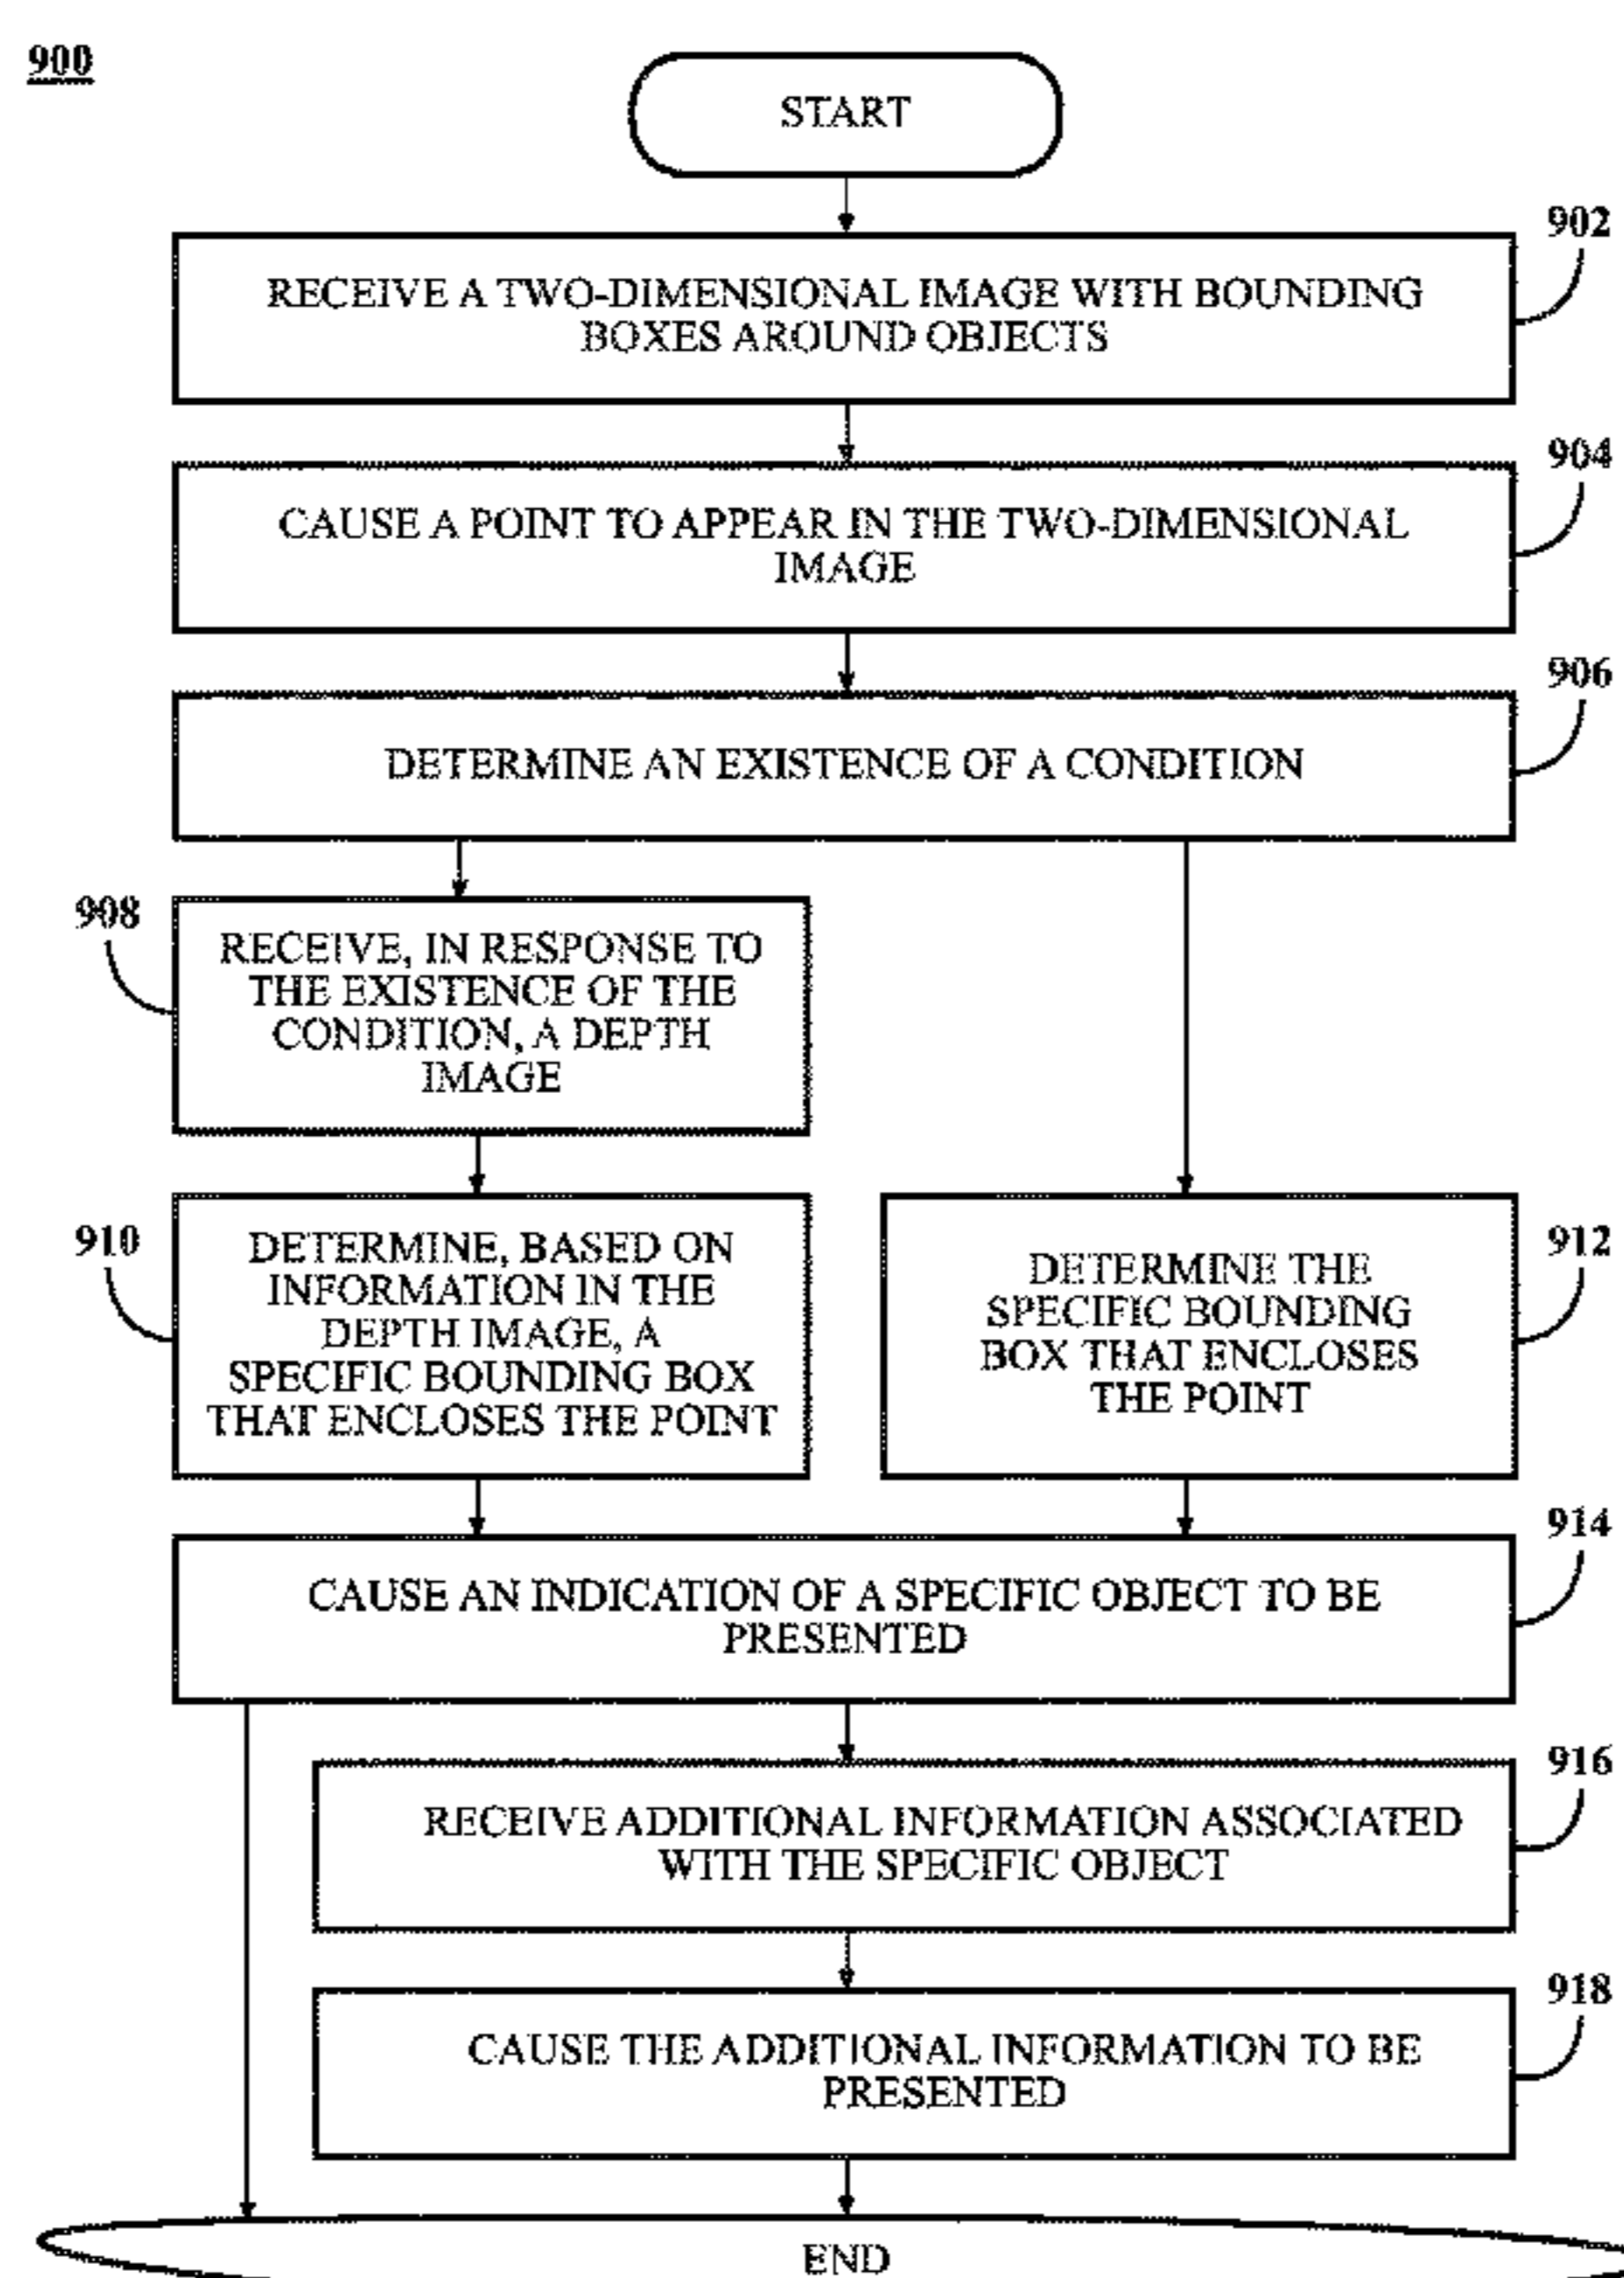 900
START
902
RECEIVE A TWO-DIMENSIONAL IMAGE WITH BOUNDING
BOXES AROUND OBJECTS
904
CAUSE A POINT TO APPEAR IN THE TWO-DIMENSIONAL
IMAGE
906
DETERMINE AN EXISTENCE OF A CONDITION
908
RECEIVE, IN RESPONSE TO
THE EXISTENCE OF THE
CONDITION, A DEPTH
IMAGE
910
DETERMINE, BASED ON
INFORMATION IN THE
DEPTH IMAGE, A
SPECIFIC BOUNDING BOX
THAT ENCLOSES THE POINT
912
DETERMINE THE
SPECIFIC BOUNDING
BOX THAT ENCLOSES
THE POINT
914
CAUSE AN INDICATION OF A SPECIFIC OBJECT TO BE
PRESENTED
916
RECEIVE ADDITIONAL INFORMATION ASSOCIATED
WITH THE SPECIFIC OBJECT
918
CAUSE THE ADDITIONAL INFORMATION TO BE
PRESENTED
END